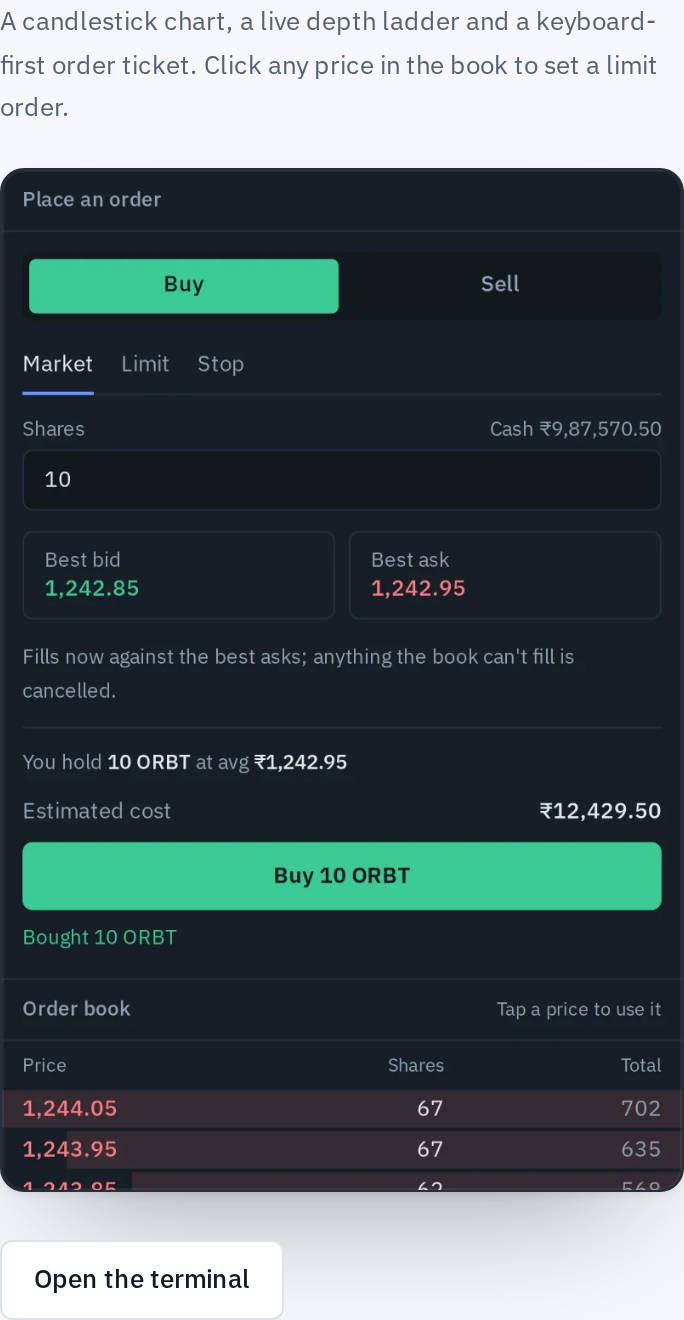 A candlestick chart, a live depth ladder and a keyboard-
first order ticket. Click any price in the book to set a limit
order.
Place an order
Buy Sell
Market Limit Stop
Shares Cash ₹9,87,570.50
10
Best bid Best ask
1,242.85 1,242.95
Fills now against the best asks; anything the book can't fill is
cancelled.
You hold 10 ORBT at avg ₹1,242.95
Estimated cost ₹12,429.50
Buy 10 ORBT
Bought 10 ORBT
Order book Tap a price to use it
Price Shares Total
1,244.05 67 702
1,243.95 67 635
1,243.85 62 568
Open the terminal